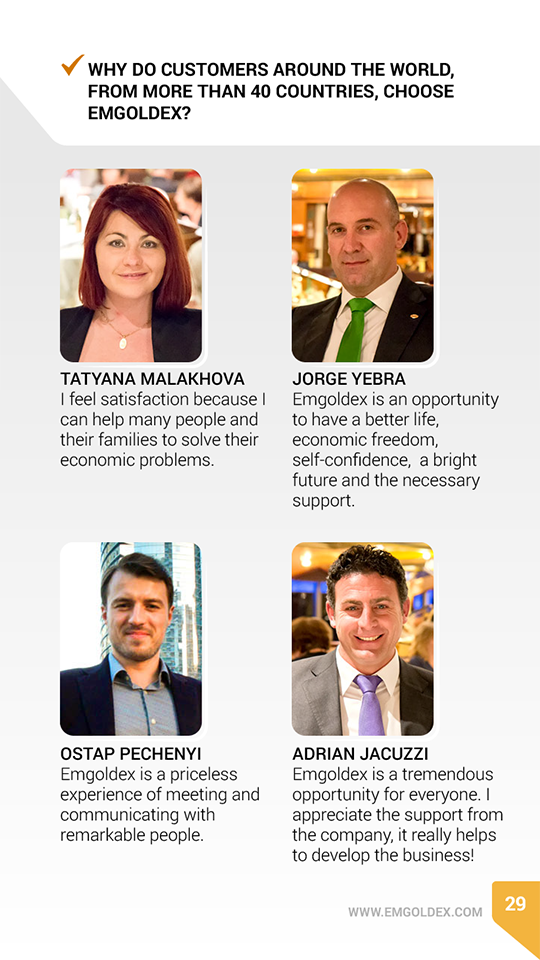 WHY DO CUSTOMERS AROUND THE WORLD,
FROM MORE THAN 40 COUNTRIES, CHOOSE
EMGOLDEX?
TATYANA MALAKHOVA
I feel satisfaction because I
can help many people and
their families to solve their
economic problems.
JORGE YEBRA
Emgoldex is an opportunity
to have a better life,
economic freedom,
self-confidence,  a bright
future and the necessary
support.
OSTAP PECHENYI
Emgoldex is a priceless
experience of meeting and
communicating with
remarkable people.
ADRIAN JACUZZI
Emgoldex is a tremendous
opportunity for everyone. I
appreciate the support from
the company, it really helps
to develop the business!
WWW.EMGOLDEX.COM
29